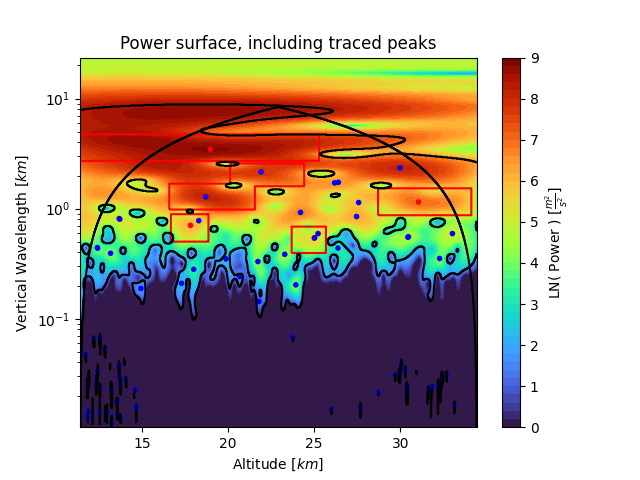 Power surface, including traced peaks
Vertical Wavelength [km]
10¹
10⁰
10⁻¹
15 20 25 30
Altitude [km]
9
8
7
6
5
4
3
2
1
0
LN( Power ) [m²/s²]